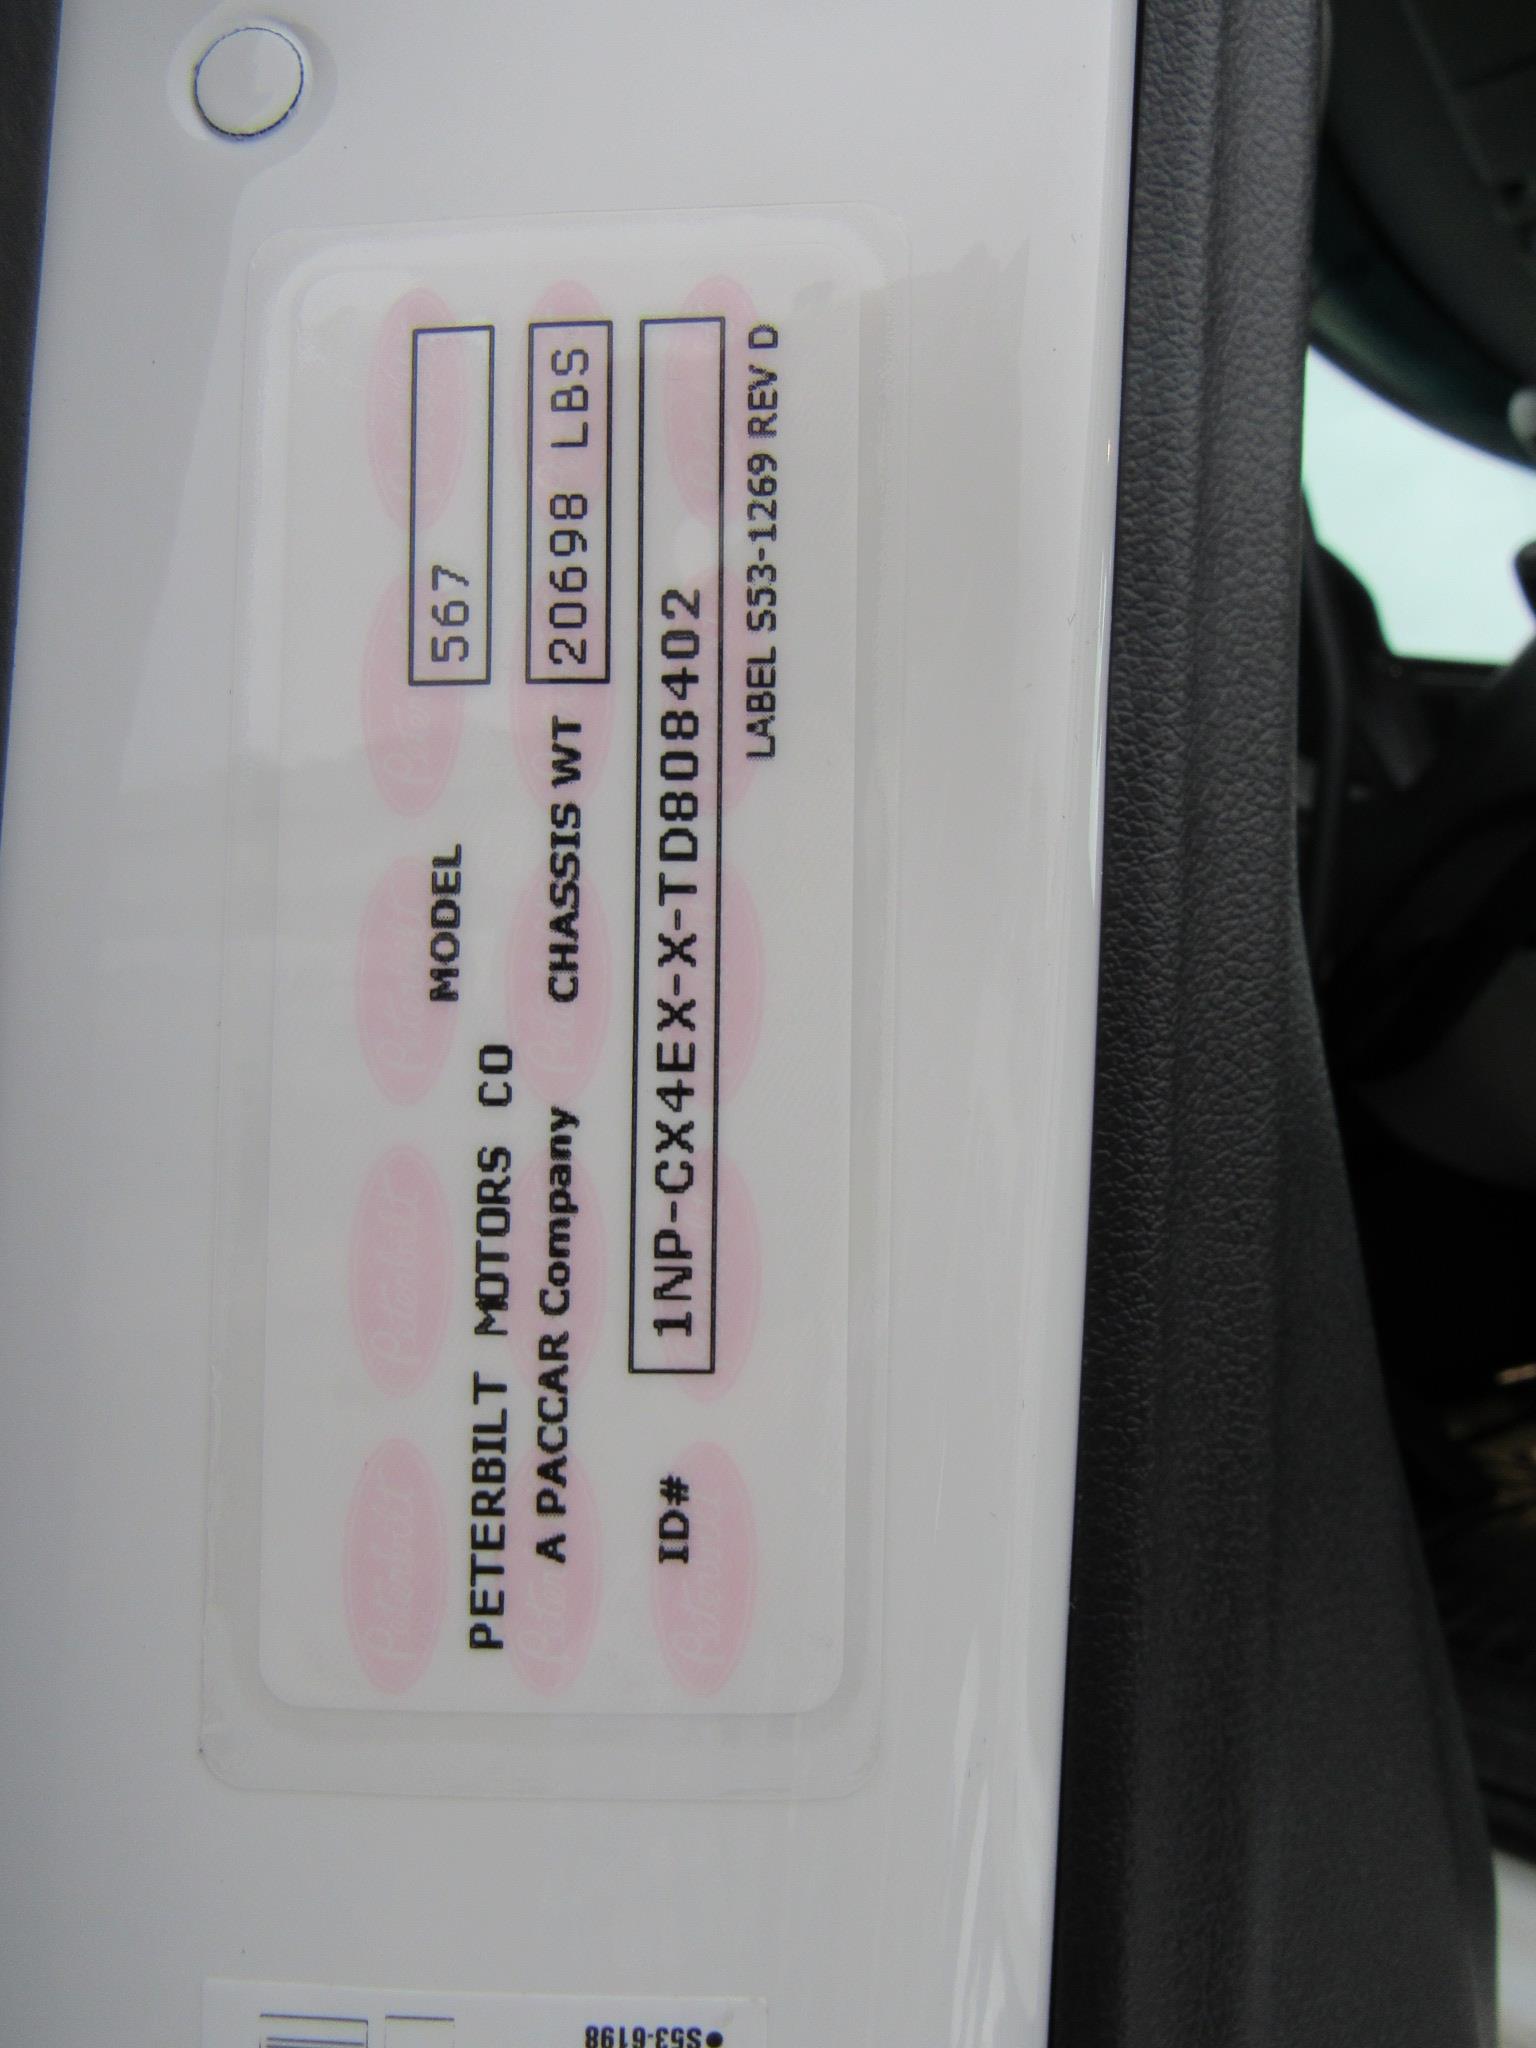 MODEL 567
PETERBILT MOTORS CO
A PACCAR Company CHASSIS WT 20698 LBS
ID# 1NP-CX4EX-X-TD808402
LABEL S53-1269 REV D
Peterbilt
•S53-6198